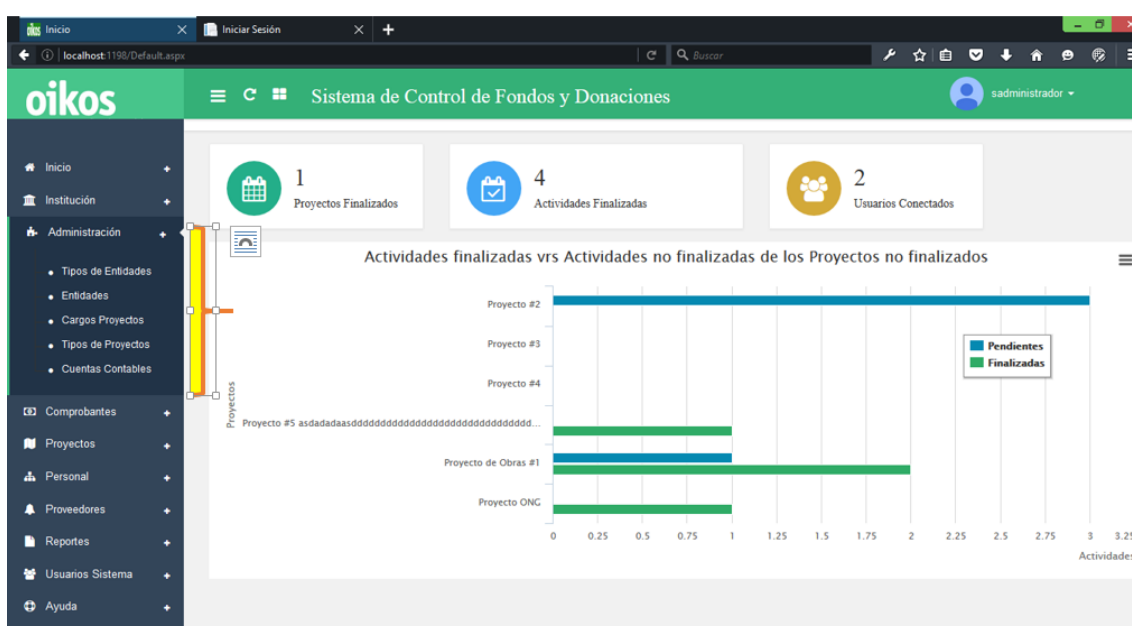 Inicio
Iniciar Sesión
localhost:1198/Default.aspx
Buscar
oikos
Sistema de Control de Fondos y Donaciones
sadministrador
Inicio
Institución
Administración
Tipos de Entidades
Entidades
Cargos Proyectos
Tipos de Proyectos
Cuentas Contables
Comprobantes
Proyectos
Personal
Proveedores
Reportes
Usuarios Sistema
Ayuda
1
Proyectos Finalizados
4
Actividades Finalizadas
2
Usuarios Conectados
Actividades finalizadas vrs Actividades no finalizadas de los Proyectos no finalizados
Proyectos
Proyecto #2
Proyecto #3
Proyecto #4
Proyecto #5 asdadadaasddddddddddddddddddddddddddddddd...
Proyecto de Obras #1
Proyecto ONG
Pendientes
Finalizadas
0 0.25 0.5 0.75 1 1.25 1.5 1.75 2 2.25 2.5 2.75 3 3.25
Actividades